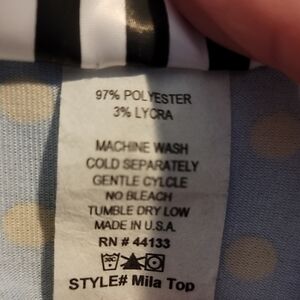 97% POLYESTER
3% LYCRA
MACHINE WASH
COLD SEPARATELY
GENTLE CYLCLE
NO BLEACH
TUMBLE DRY LOW
MADE IN U.S.A.
RN # 44133
STYLE# Mila Top